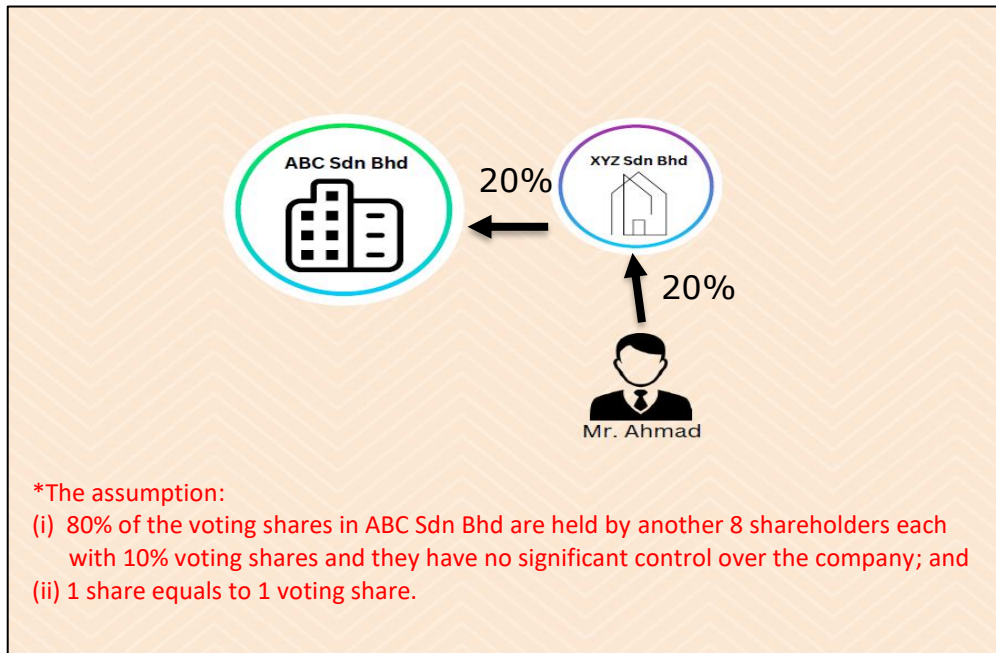 ABC Sdn Bhd
20%
XYZ Sdn Bhd
20%
Mr. Ahmad
*The assumption:
(i) 80% of the voting shares in ABC Sdn Bhd are held by another 8 shareholders each
with 10% voting shares and they have no significant control over the company; and
(ii) 1 share equals to 1 voting share.